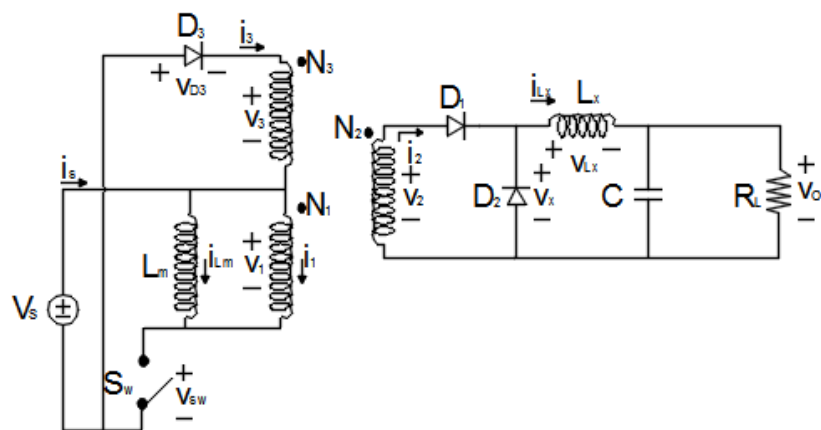 D3 i3
+ VD3 − N3
+ V3 −
is
N1
Lm iLm + V1 − i1
Vs ±
Sw + Vsw −
N2 i2 + V2 −
D1 iLx Lx
+ VLx −
D2 + Vx − C RL + Vo −